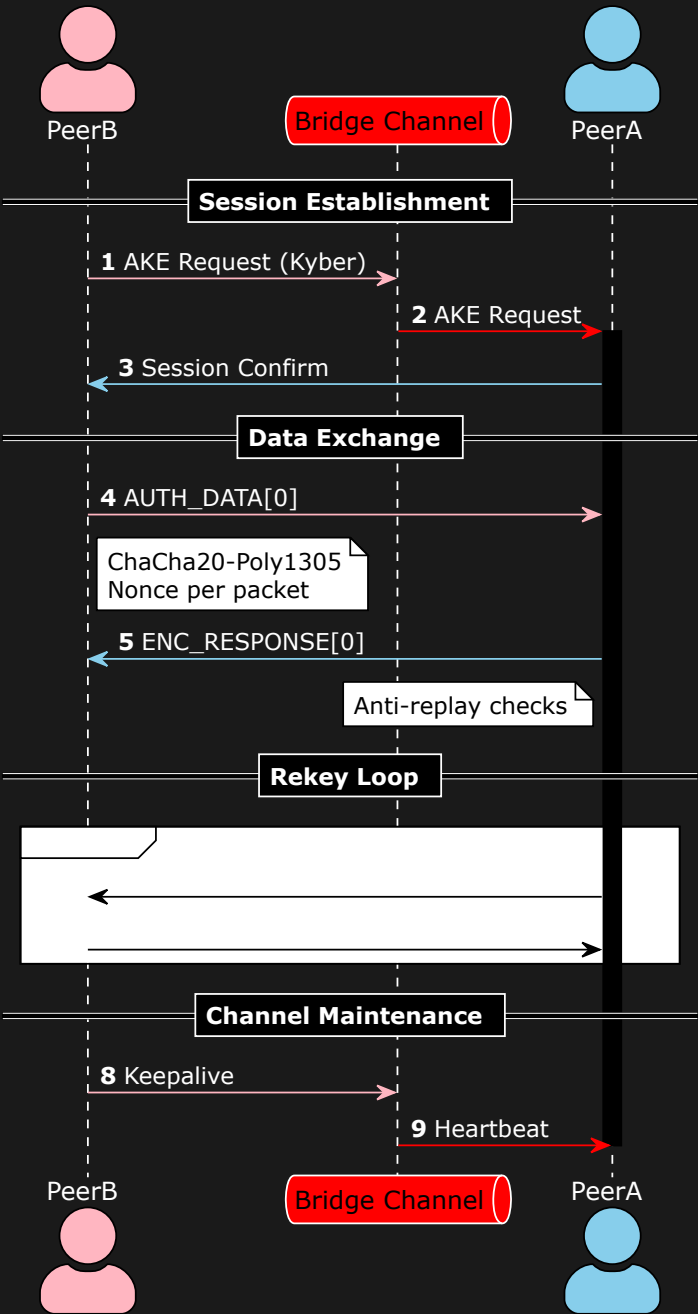 PeerB
Bridge Channel
PeerA
Session Establishment
1 AKE Request (Kyber)
2 AKE Request
3 Session Confirm
Data Exchange
4 AUTH_DATA[0]
ChaCha20-Poly1305
Nonce per packet
5 ENC_RESPONSE[0]
Anti-replay checks
Rekey Loop
Channel Maintenance
8 Keepalive
9 Heartbeat
PeerB
Bridge Channel
PeerA